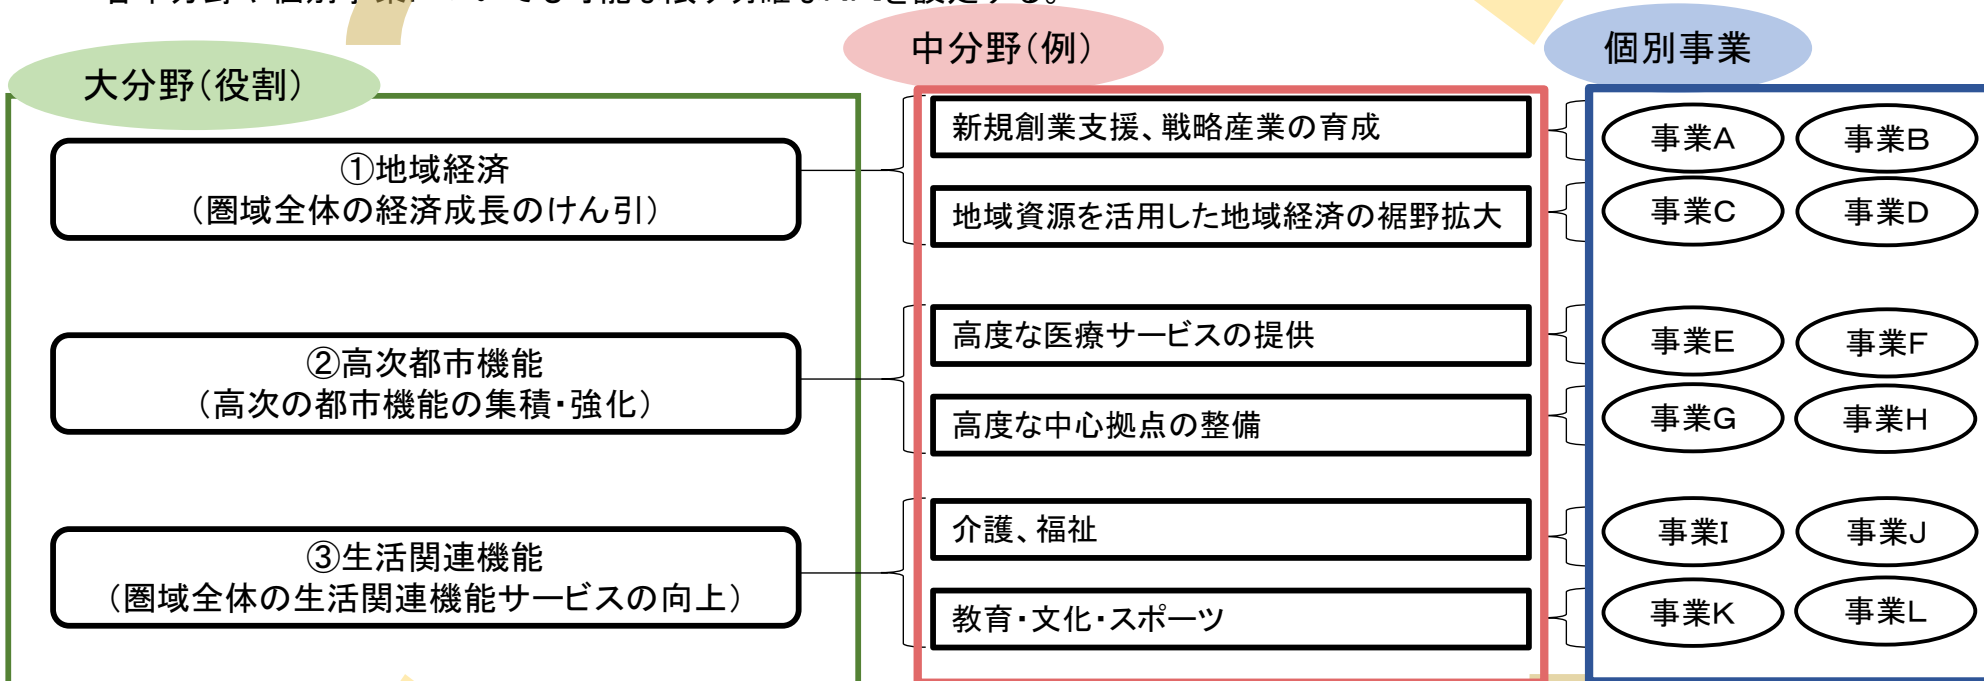 大分野（役割）
中分野（例）
個別事業
①地域経済
（圏域全体の経済成長のけん引）
新規創業支援、戦略産業の育成
地域資源を活用した地域経済の裾野拡大
事業A
事業B
事業C
事業D
②高次都市機能
（高次の都市機能の集積・強化）
高度な医療サービスの提供
高度な中心拠点の整備
事業E
事業F
事業G
事業H
③生活関連機能
（圏域全体の生活関連機能サービスの向上）
介護、福祉
教育・文化・スポーツ
事業I
事業J
事業K
事業L